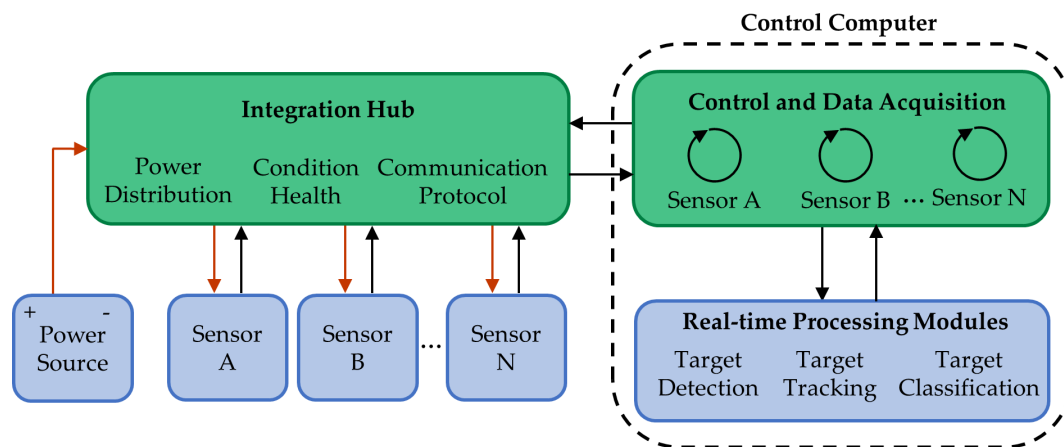 Control Computer
Integration Hub
Power
Distribution
Condition
Health
Communication
Protocol
Control and Data Acquisition
Sensor A
Sensor B
...
Sensor N
+ -
Power
Source
Sensor
A
Sensor
B
...
Sensor
N
Real-time Processing Modules
Target
Detection
Target
Tracking
Target
Classification